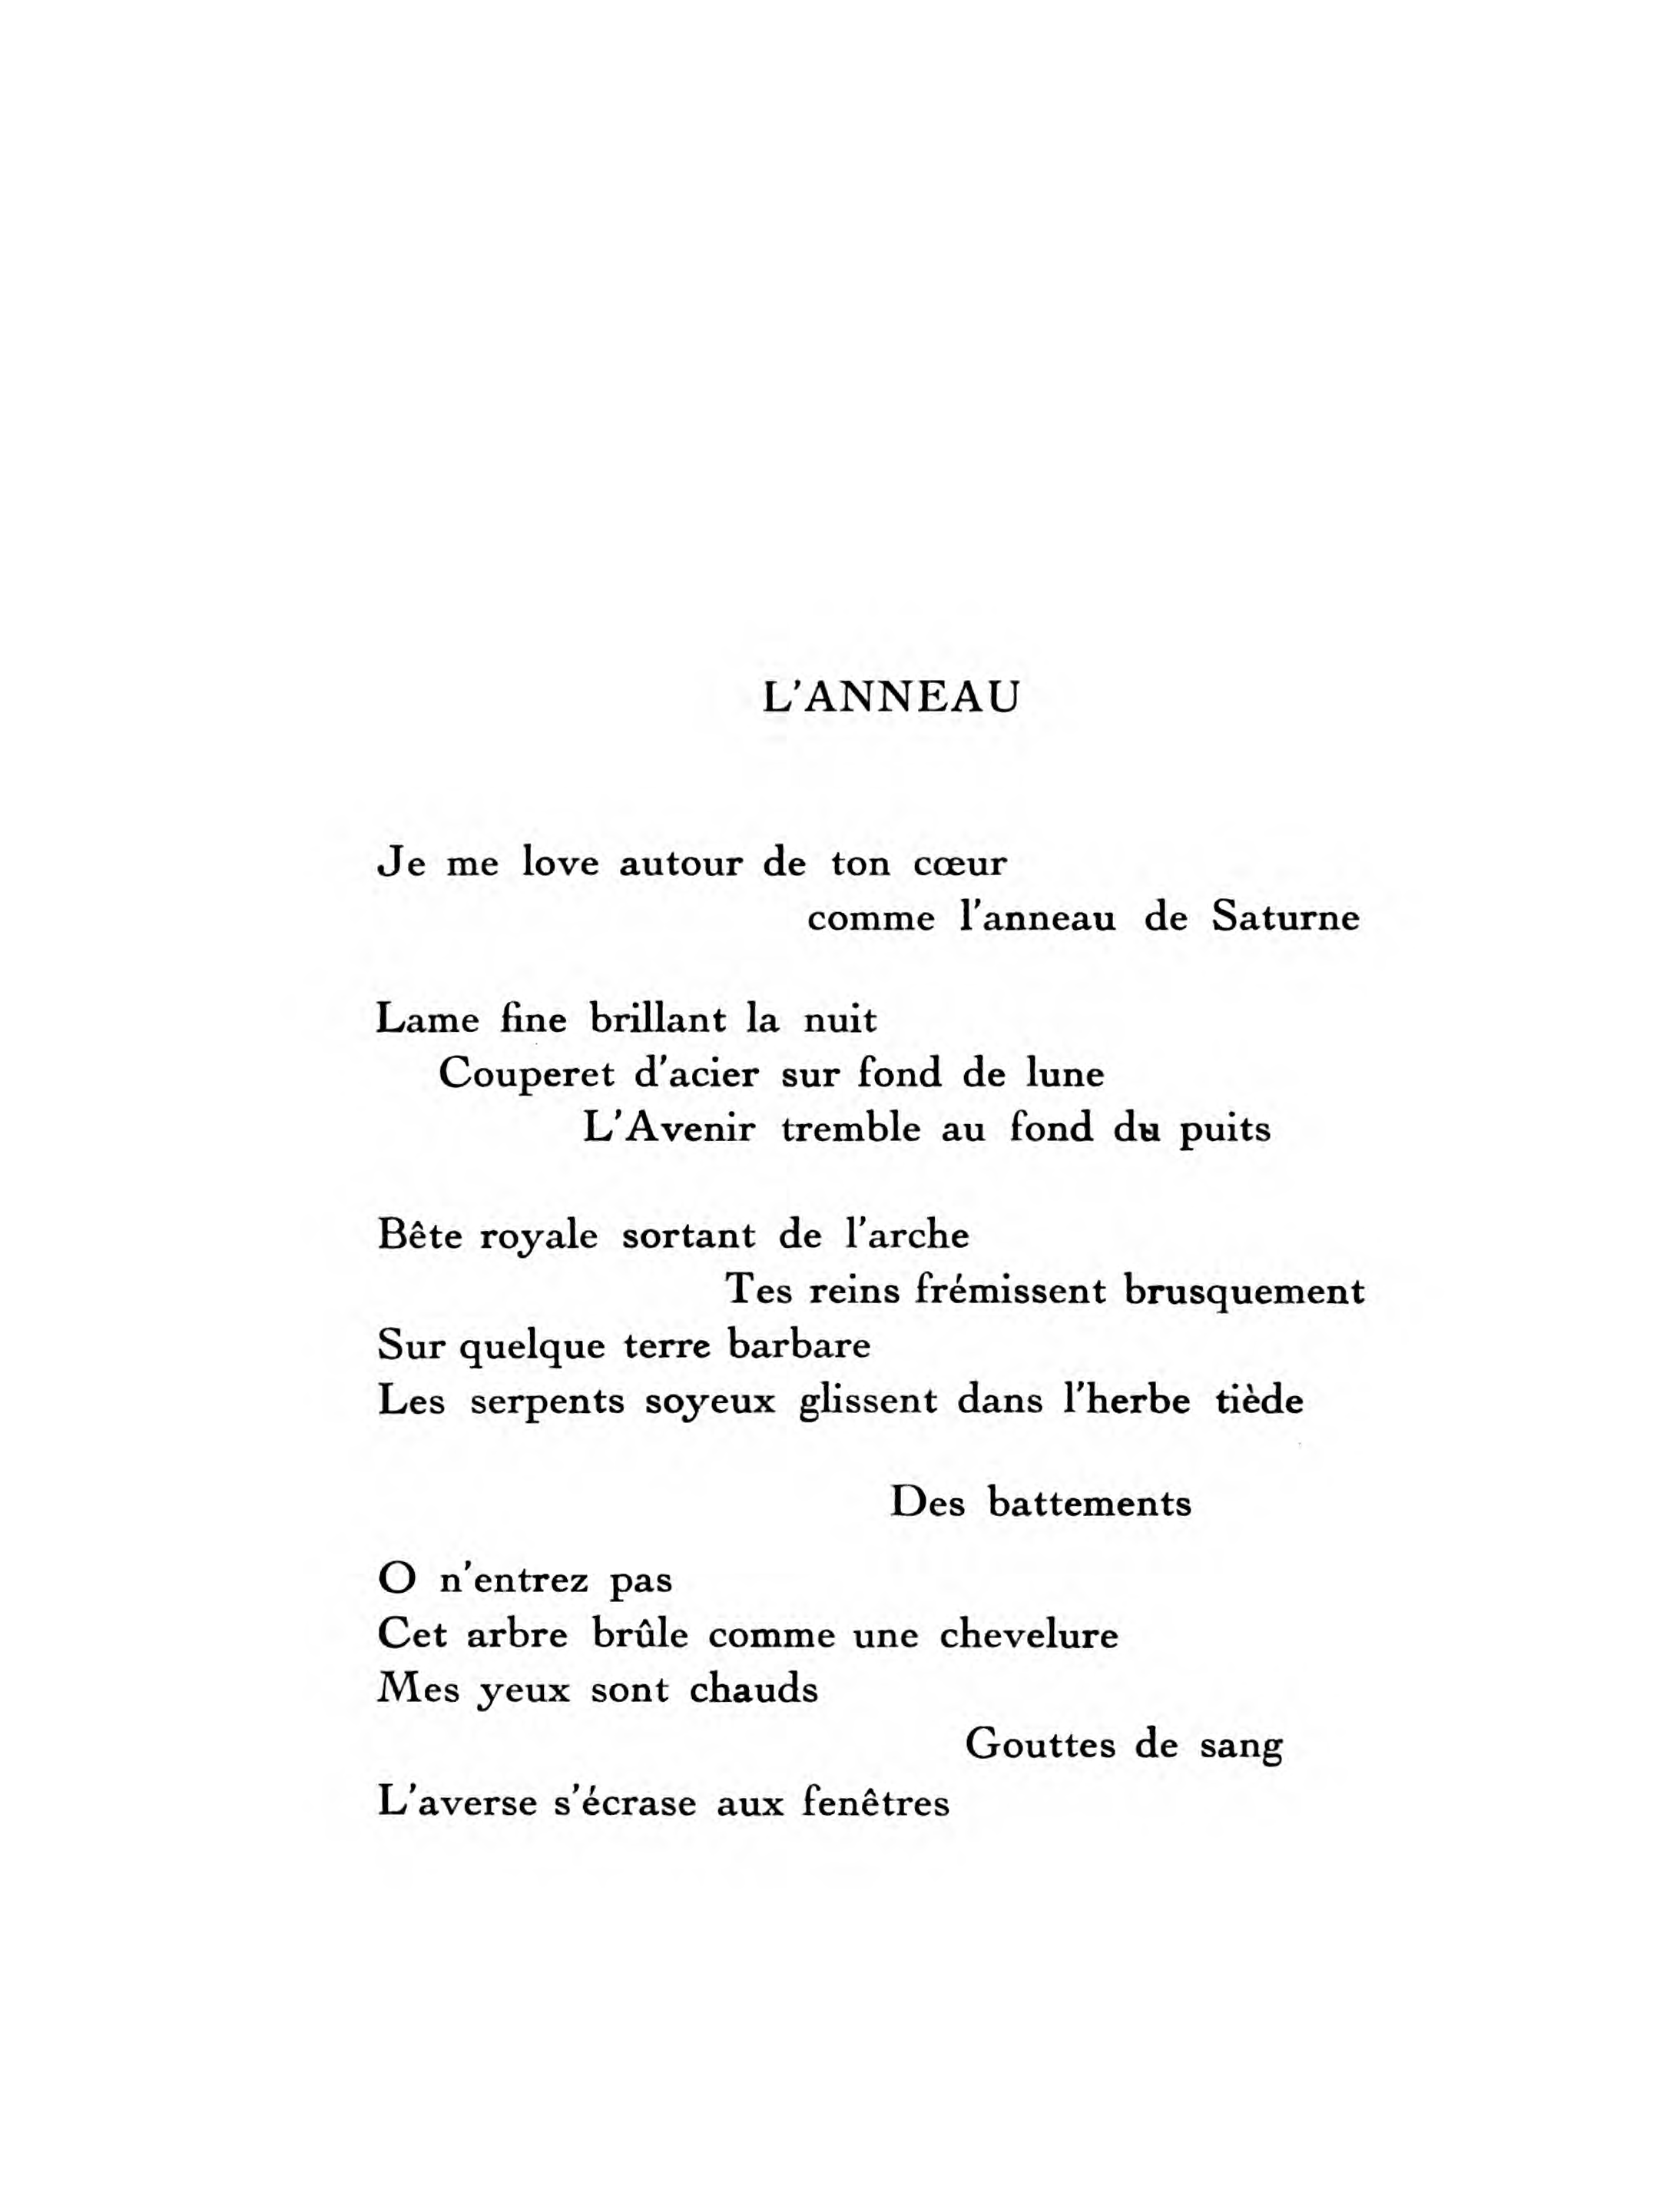 L'ANNEAU
Je me love autour de ton cœur
comme l'anneau de Saturne
Lame fine brillant la nuit
Couperet d'acier sur fond de lune
L'Avenir tremble au fond du puits
Bête royale sortant de l'arche
Tes reins frémissent brusquement
Sur quelque terre barbare
Les serpents soyeux glissent dans l'herbe tiède
Des battements
O n'entrez pas
Cet arbre brûle comme une chevelure
Mes yeux sont chauds
Gouttes de sang
L'averse s'écrase aux fenêtres